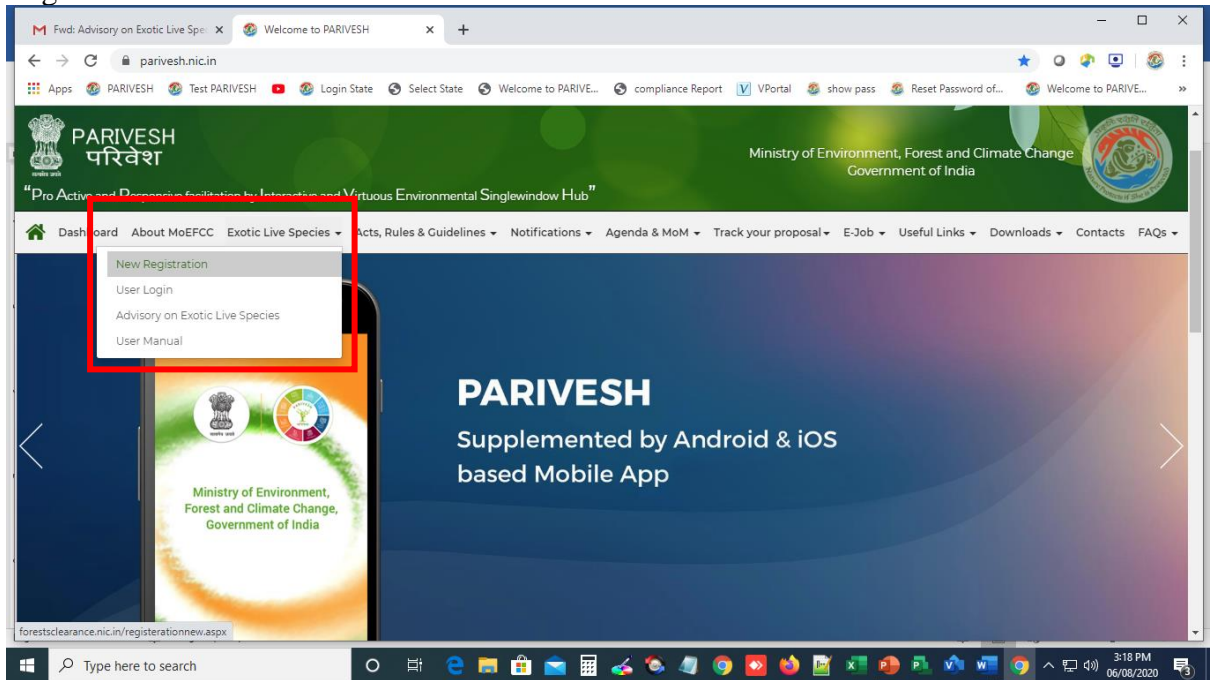 Fwd: Advisory on Exotic Live Spe
Welcome to PARIVESH
parivesh.nic.in
Apps PARIVESH Test PARIVESH Login State Select State Welcome to PARIVE... compliance Report VPortal show pass Reset Password of... Welcome to PARIVE... »
PARIVESH
परिवेश
सत्यमेव जयते
Ministry of Environment, Forest and Climate Change
Government of India
"Pro Active and Responsive facilitation by Interactive and Virtuous Environmental Singlewindow Hub"
Dashboard About MoEFCC Exotic Live Species Acts, Rules & Guidelines Notifications Agenda & MoM Track your proposal E-Job Useful Links Downloads Contacts FAQs
New Registration
User Login
Advisory on Exotic Live Species
User Manual
PARIVESH
Supplemented by Android & iOS
based Mobile App
Ministry of Environment,
Forest and Climate Change,
Government of India
forestsclearance.nic.in/registerationnew.aspx
Type here to search
3:18 PM
06/08/2020
3